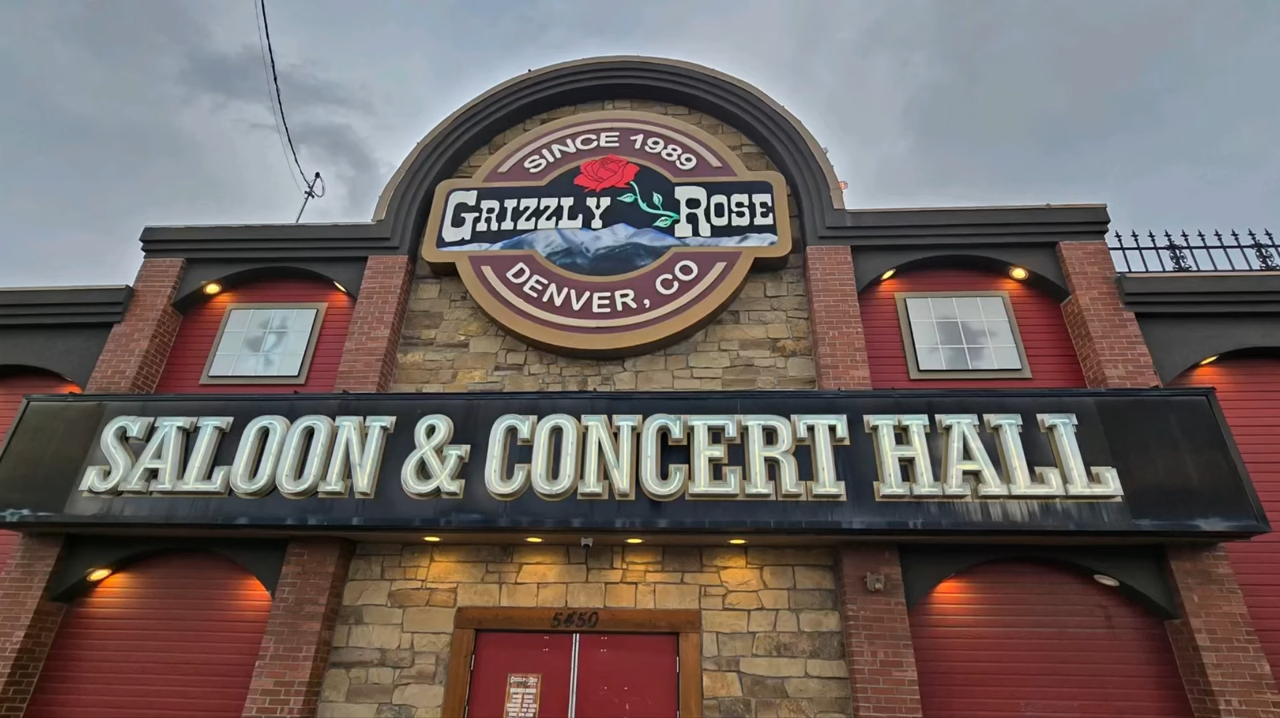 SINCE 1989
GRIZZLY ROSE
DENVER, CO
SALOON & CONCERT HALL
5450